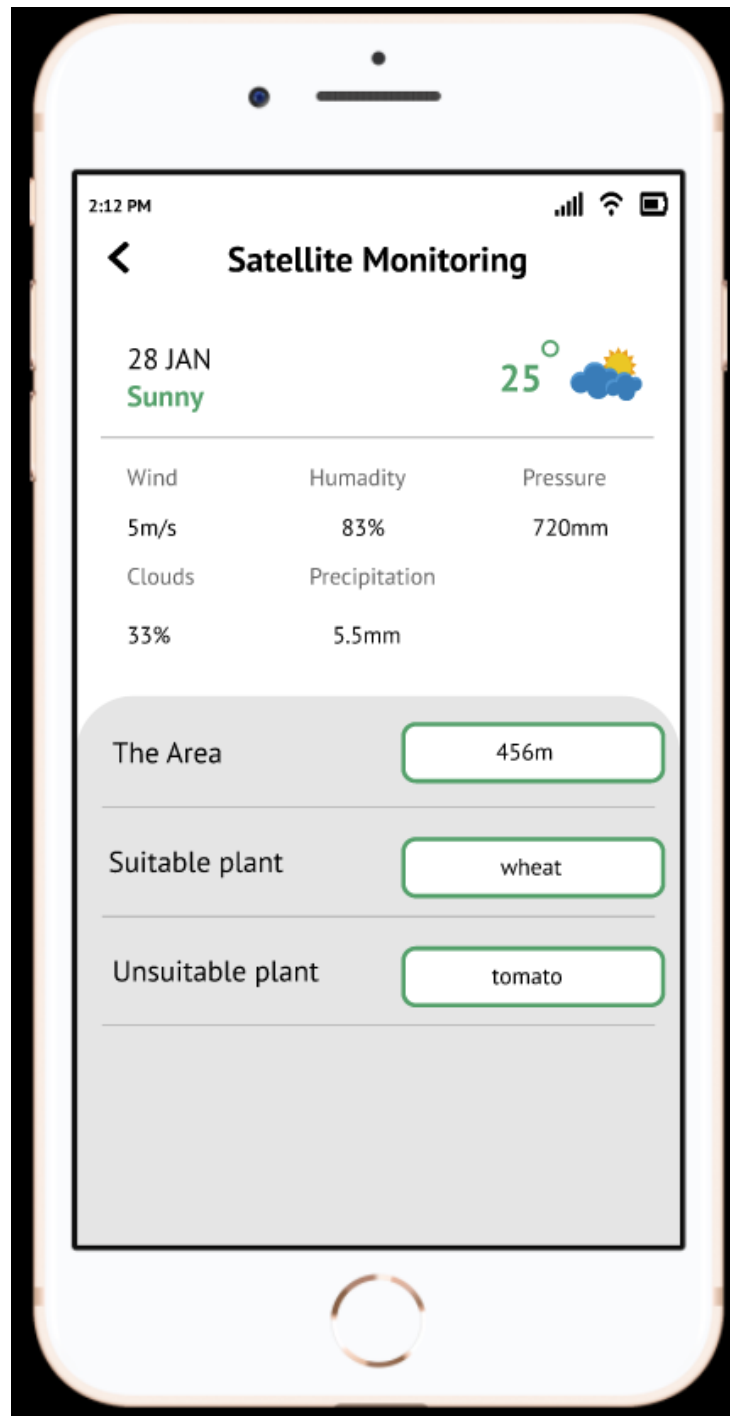 2:12 PM
Satellite Monitoring
28 JAN
25°
Sunny
Wind Humadity Pressure
5m/s 83% 720mm
Clouds Precipitation
33% 5.5mm
The Area 456m
Suitable plant wheat
Unsuitable plant tomato